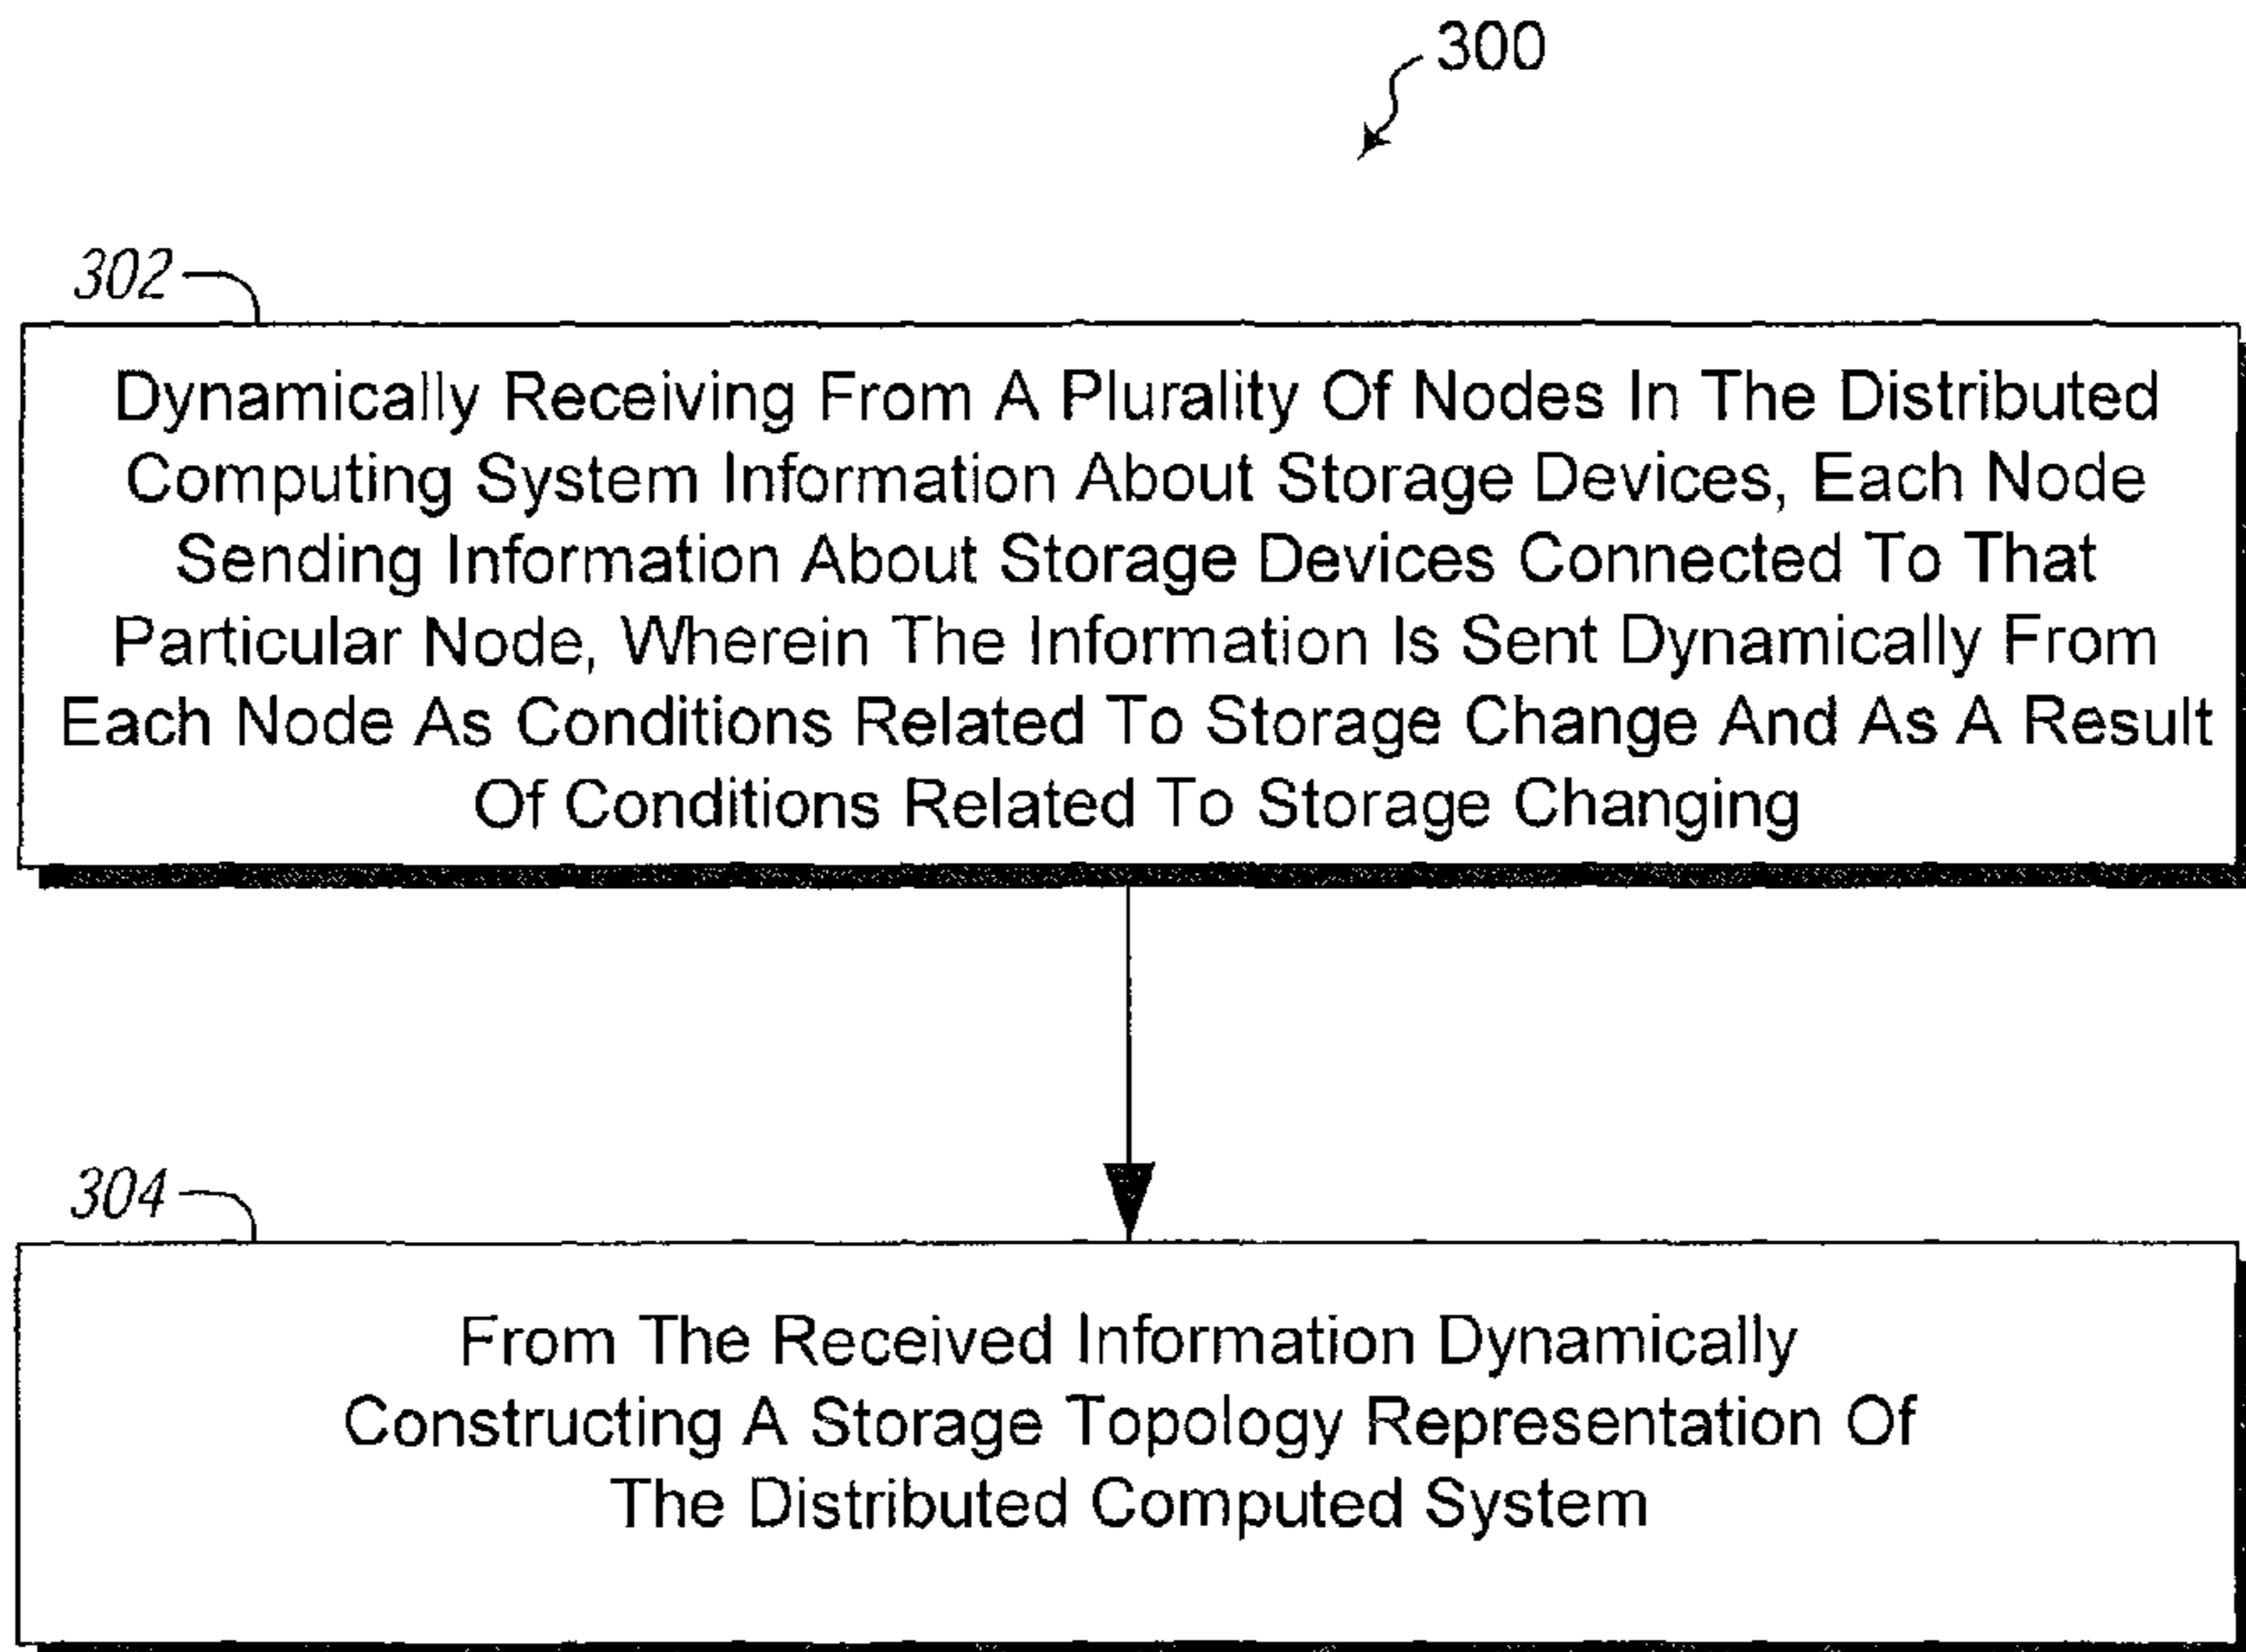 300
302
Dynamically Receiving From A Plurality Of Nodes In The Distributed
Computing System Information About Storage Devices, Each Node
Sending Information About Storage Devices Connected To That
Particular Node, Wherein The Information Is Sent Dynamically From
Each Node As Conditions Related To Storage Change And As A Result
Of Conditions Related To Storage Changing
304
From The Received Information Dynamically
Constructing A Storage Topology Representation Of
The Distributed Computed System